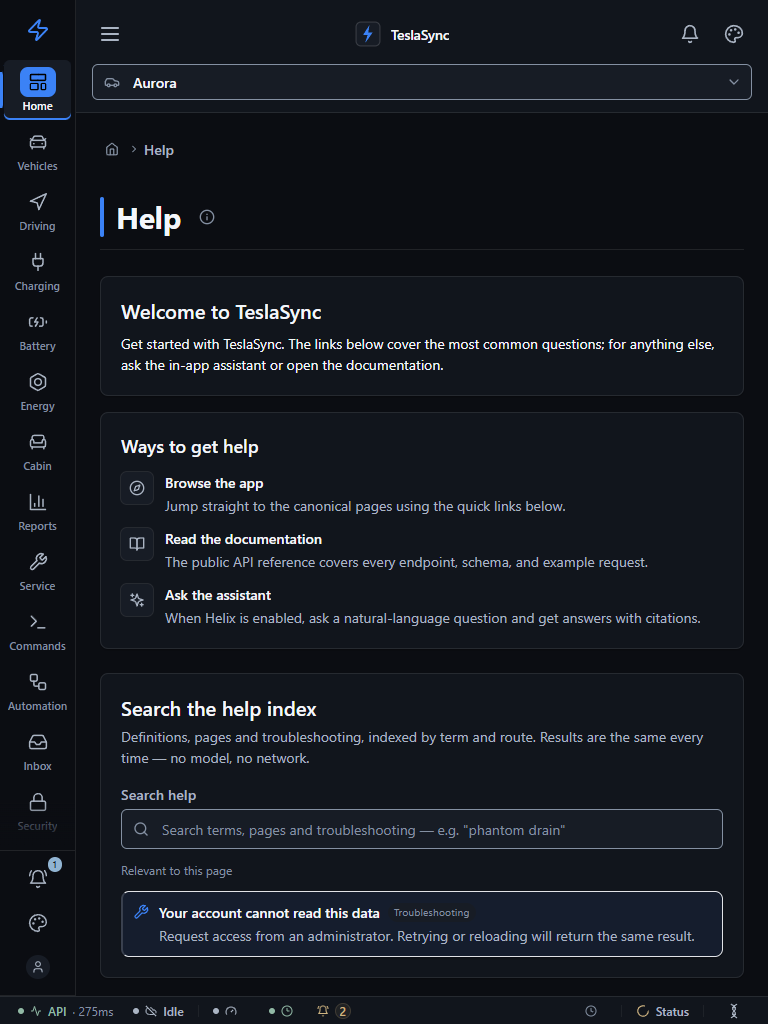 TeslaSync
Aurora
Home
Vehicles
Driving
Charging
Battery
Energy
Cabin
Reports
Service
Commands
Automation
Inbox
Security
1
Help
Help
Welcome to TeslaSync
Get started with TeslaSync. The links below cover the most common questions; for anything else,
ask the in-app assistant or open the documentation.
Ways to get help
Browse the app
Jump straight to the canonical pages using the quick links below.
Read the documentation
The public API reference covers every endpoint, schema, and example request.
Ask the assistant
When Helix is enabled, ask a natural-language question and get answers with citations.
Search the help index
Definitions, pages and troubleshooting, indexed by term and route. Results are the same every
time — no model, no network.
Search help
Search terms, pages and troubleshooting — e.g. "phantom drain"
Relevant to this page
Your account cannot read this data Troubleshooting
Request access from an administrator. Retrying or reloading will return the same result.
API · 275ms Idle 2 Status